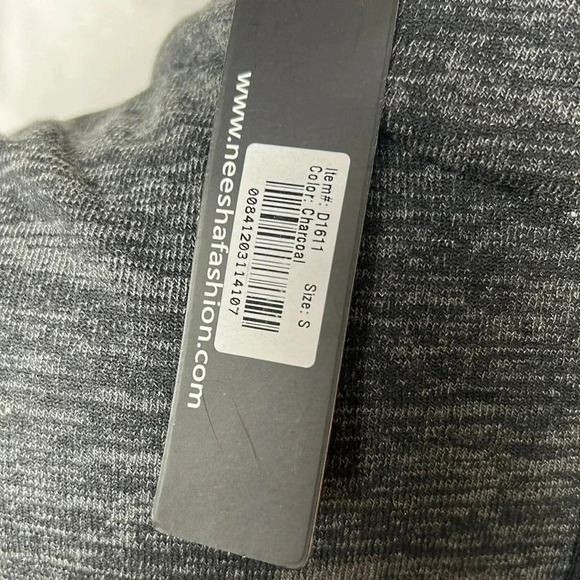 Item#: D1611
Color: Charcoal Size: S
00841203114107
www.neeshafashion.com